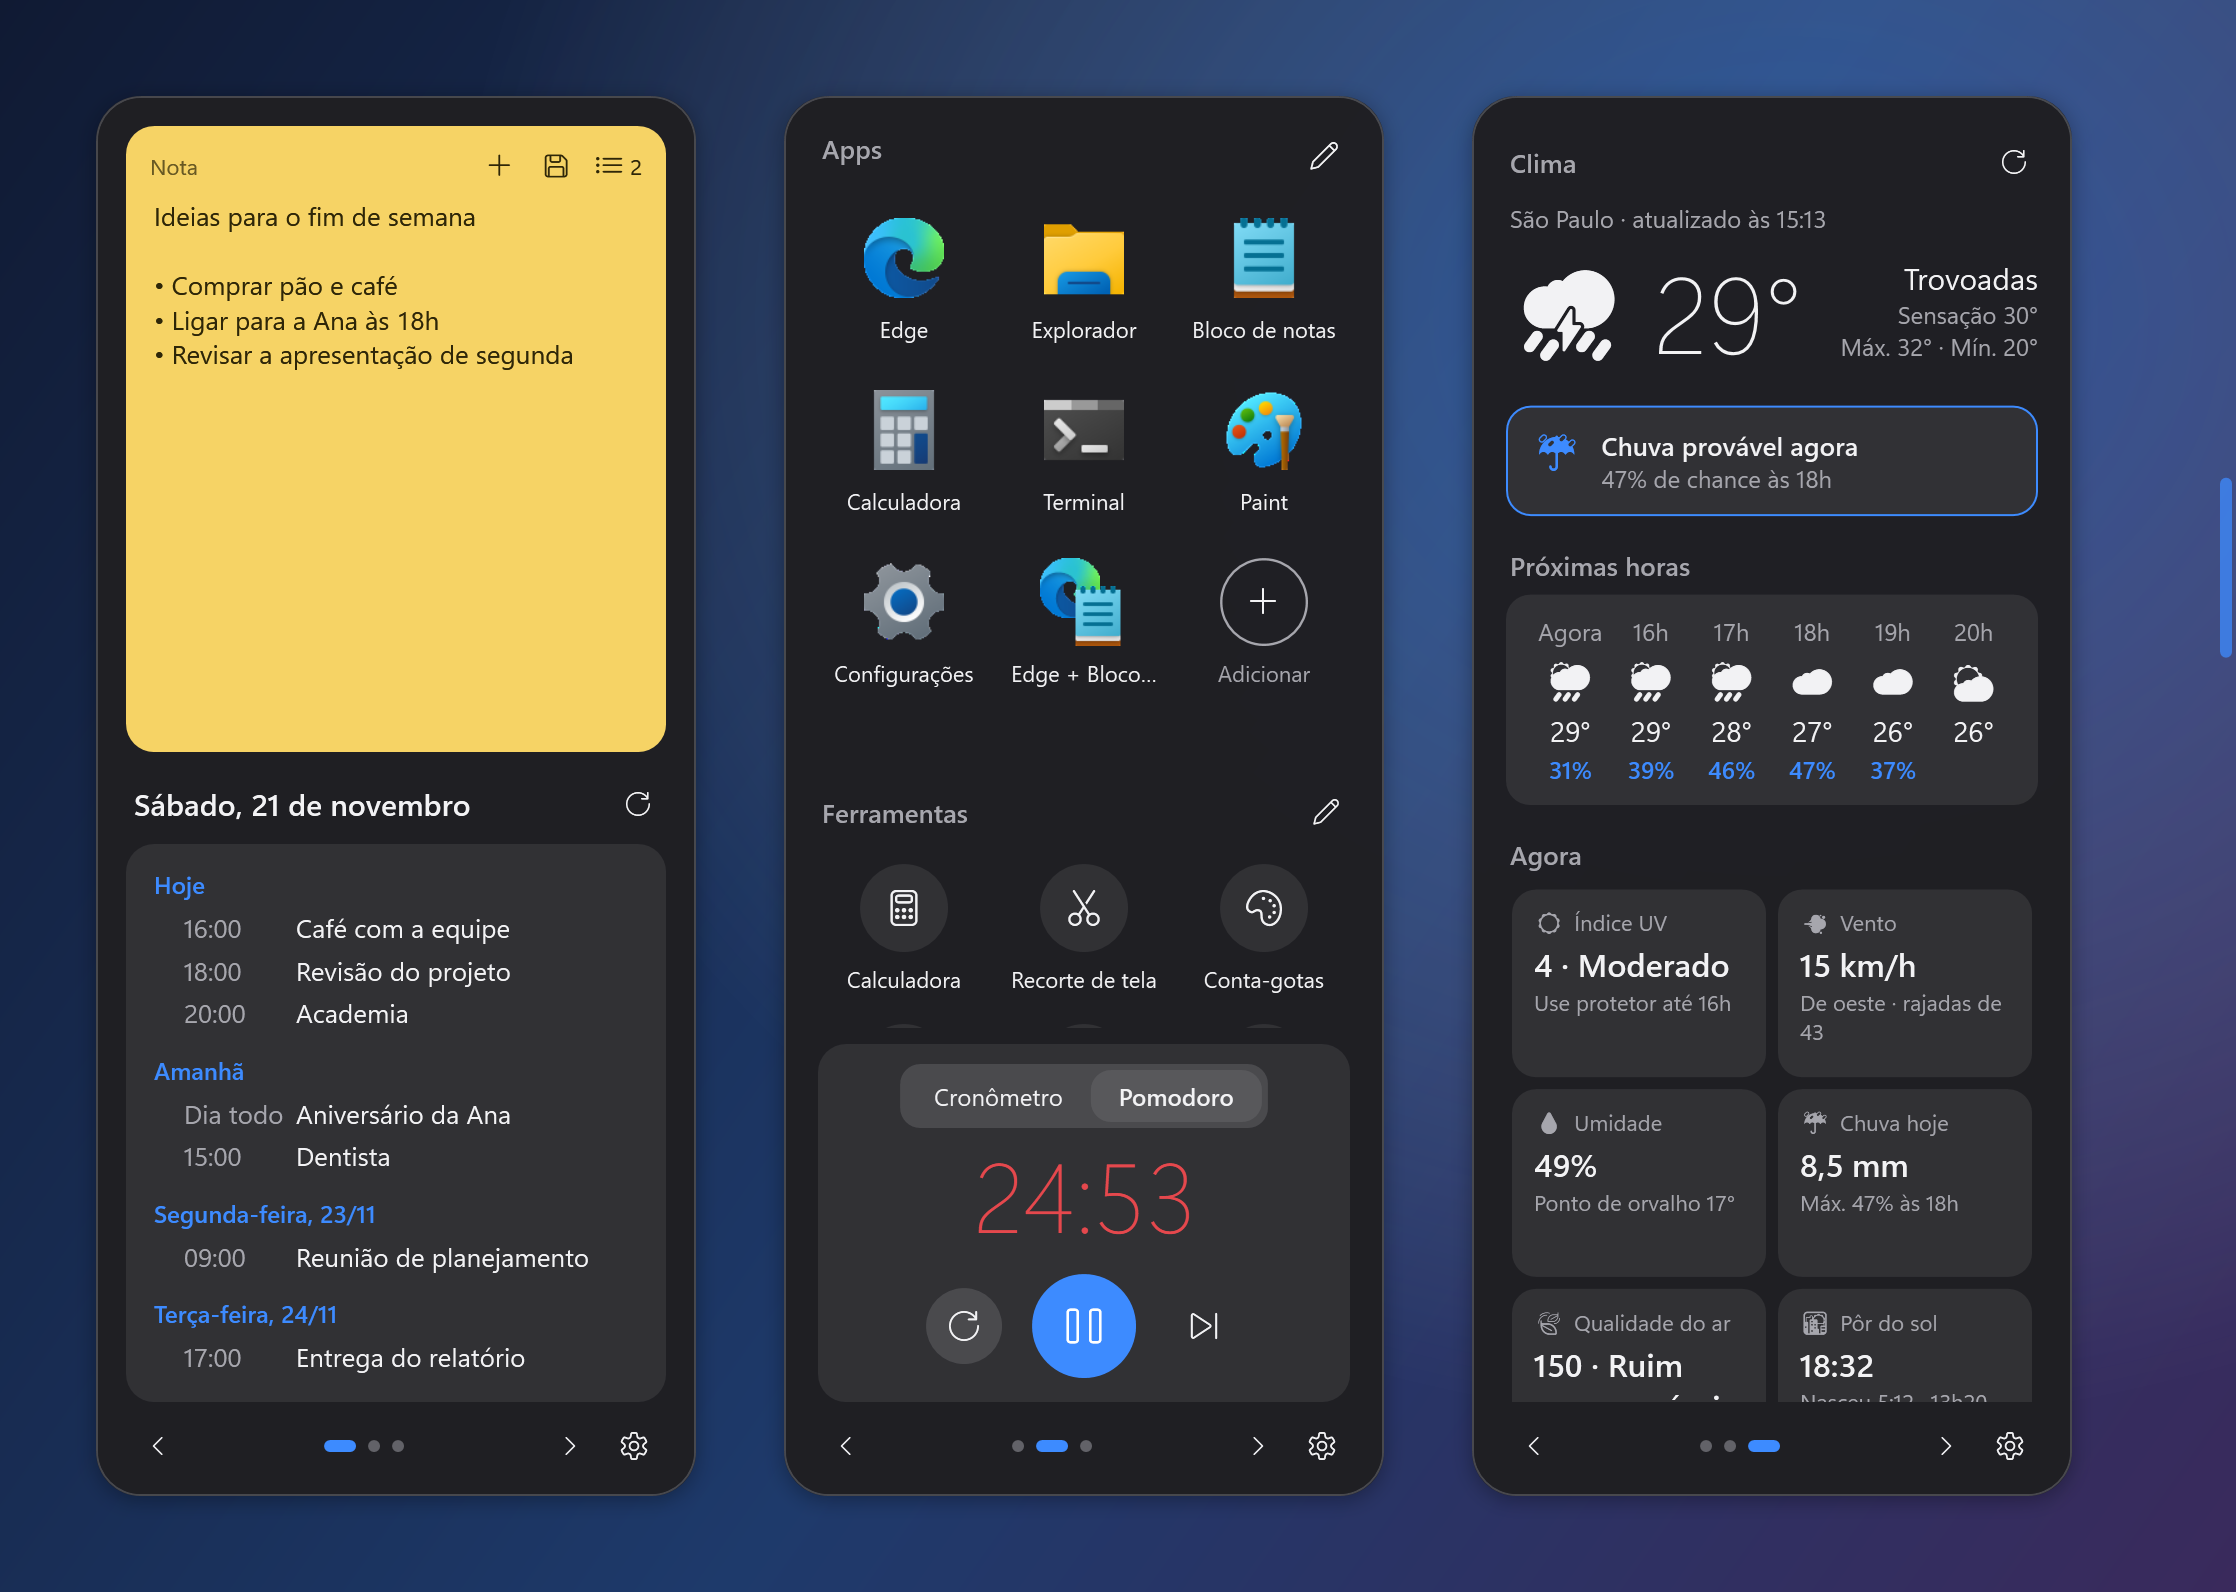 Nota
2
Ideias para o fim de semana
• Comprar pão e café
• Ligar para a Ana às 18h
• Revisar a apresentação de segunda
Sábado, 21 de novembro
Hoje
16:00 Café com a equipe
18:00 Revisão do projeto
20:00 Academia
Amanhã
Dia todo Aniversário da Ana
15:00 Dentista
Segunda-feira, 23/11
09:00 Reunião de planejamento
Terça-feira, 24/11
17:00 Entrega do relatório
Apps
Edge Explorador Bloco de notas
Calculadora Terminal Paint
Configurações Edge + Bloco... Adicionar
Ferramentas
Calculadora Recorte de tela Conta-gotas
Cronômetro Pomodoro
24:53
Clima
São Paulo · atualizado às 15:13
29°
Trovoadas
Sensação 30°
Máx. 32° · Mín. 20°
Chuva provável agora
47% de chance às 18h
Próximas horas
Agora 16h 17h 18h 19h 20h
29° 29° 28° 27° 26° 26°
31% 39% 46% 47% 37%
Agora
Índice UV
4 · Moderado
Use protetor até 16h
Vento
15 km/h
De oeste · rajadas de
43
Umidade
49%
Ponto de orvalho 17°
Chuva hoje
8,5 mm
Máx. 47% às 18h
Qualidade do ar
150 · Ruim
Pôr do sol
18:32